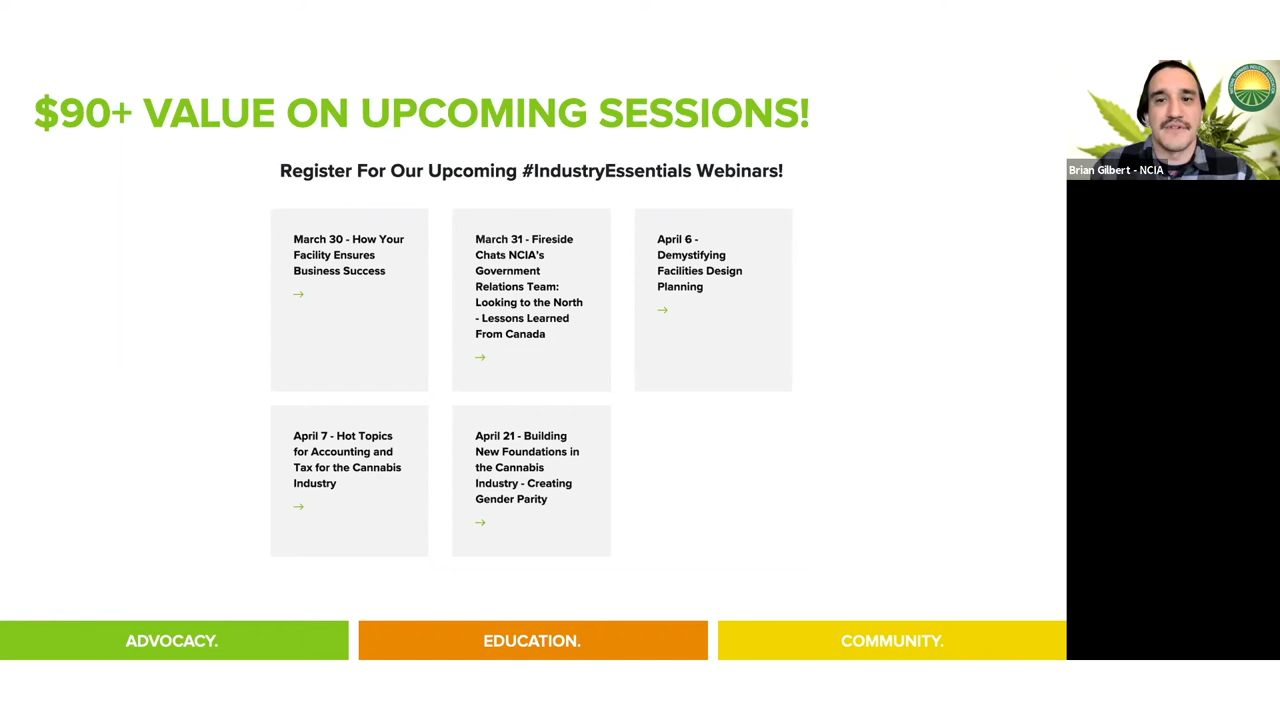 $90+ VALUE ON UPCOMING SESSIONS!
Register For Our Upcoming #IndustryEssentials Webinars!
March 30 - How Your
Facility Ensures
Business Success
→
March 31 - Fireside
Chats NCIA's
Government
Relations Team:
Looking to the North
- Lessons Learned
From Canada
→
April 6 -
Demystifying
Facilities Design
Planning
→
April 7 - Hot Topics
for Accounting and
Tax for the Cannabis
Industry
→
April 21 - Building
New Foundations in
the Cannabis
Industry - Creating
Gender Parity
→
ADVOCACY.
EDUCATION.
COMMUNITY.
Brian Gilbert - NCIA